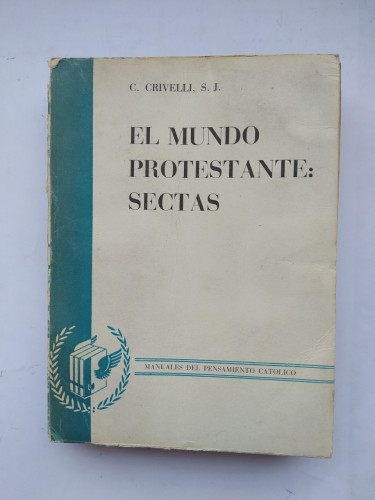 C. CRIVELLI, S. J.
EL MUNDO
PROTESTANTE:
SECTAS
MANUALES DEL PENSAMIENTO CATOLICO